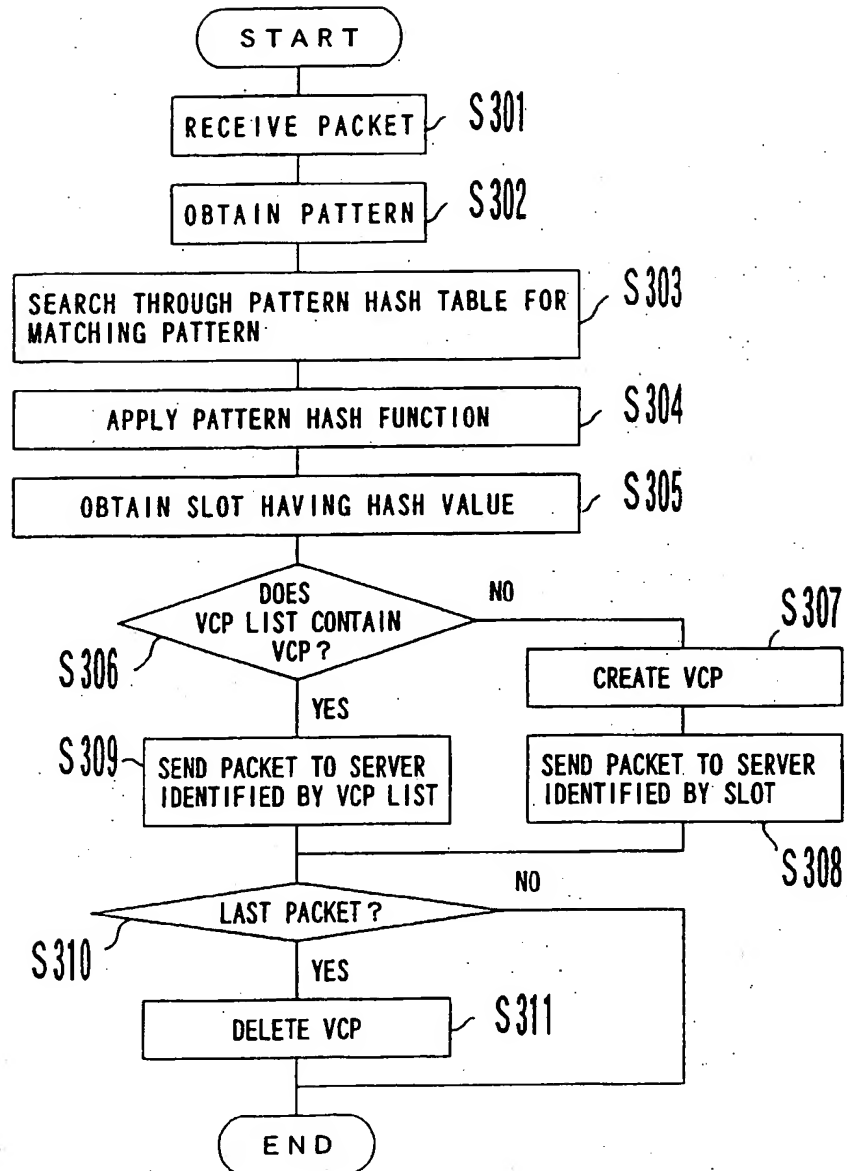 START
RECEIVE PACKET
S301
OBTAIN PATTERN
S302
SEARCH THROUGH PATTERN HASH TABLE FOR
MATCHING PATTERN
S303
APPLY PATTERN HASH FUNCTION
S304
OBTAIN SLOT HAVING HASH VALUE
S305
DOES
VCP LIST CONTAIN
VCP?
S306
NO
YES
S307
CREATE VCP
S309
SEND PACKET TO SERVER
IDENTIFIED BY VCP LIST
SEND PACKET TO SERVER
IDENTIFIED BY SLOT
S308
LAST PACKET?
S310
NO
YES
DELETE VCP
S311
END